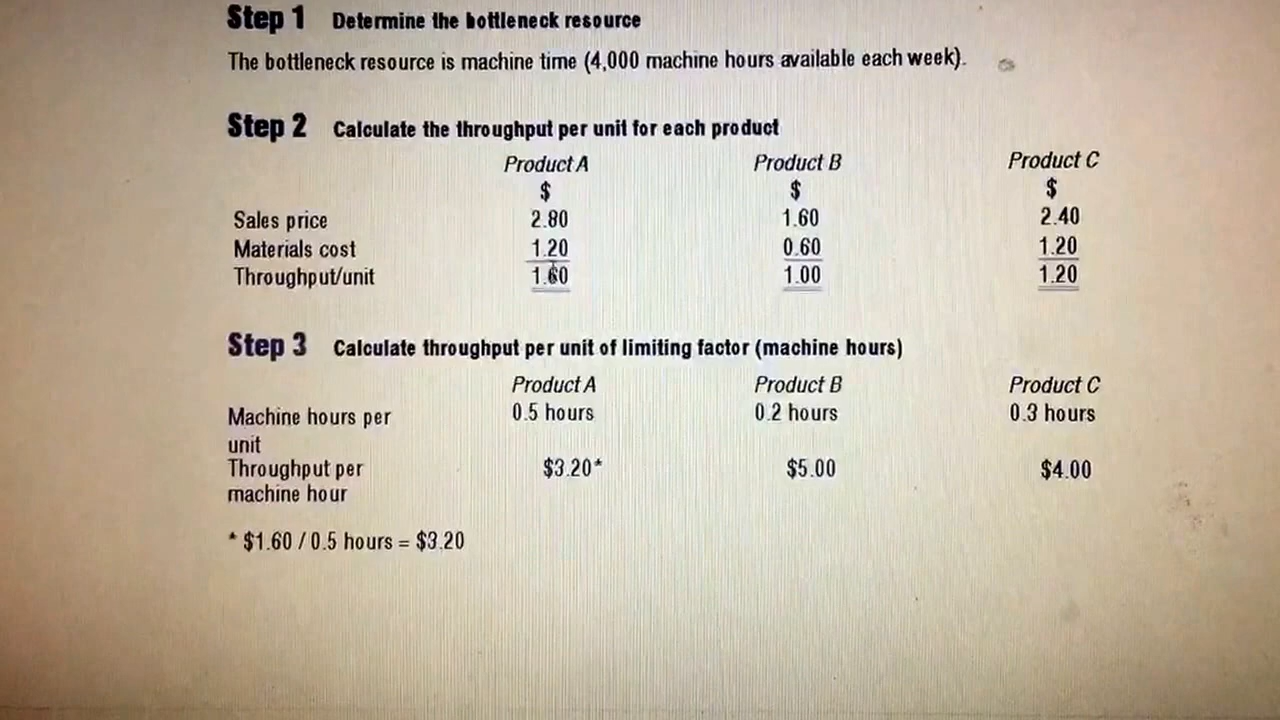 Step 1 Determine the bottleneck resource
The bottleneck resource is machine time (4,000 machine hours available each week).
Step 2 Calculate the throughput per unit for each product
Product A Product B Product C
$ $ $
Sales price 2.80 1.60 2.40
Materials cost 1.20 0.60 1.20
Throughput/unit 1.60 1.00 1.20
Step 3 Calculate throughput per unit of limiting factor (machine hours)
Product A Product B Product C
Machine hours per 0.5 hours 0.2 hours 0.3 hours
unit
Throughput per $3.20* $5.00 $4.00
machine hour
* $1.60 / 0.5 hours = $3.20